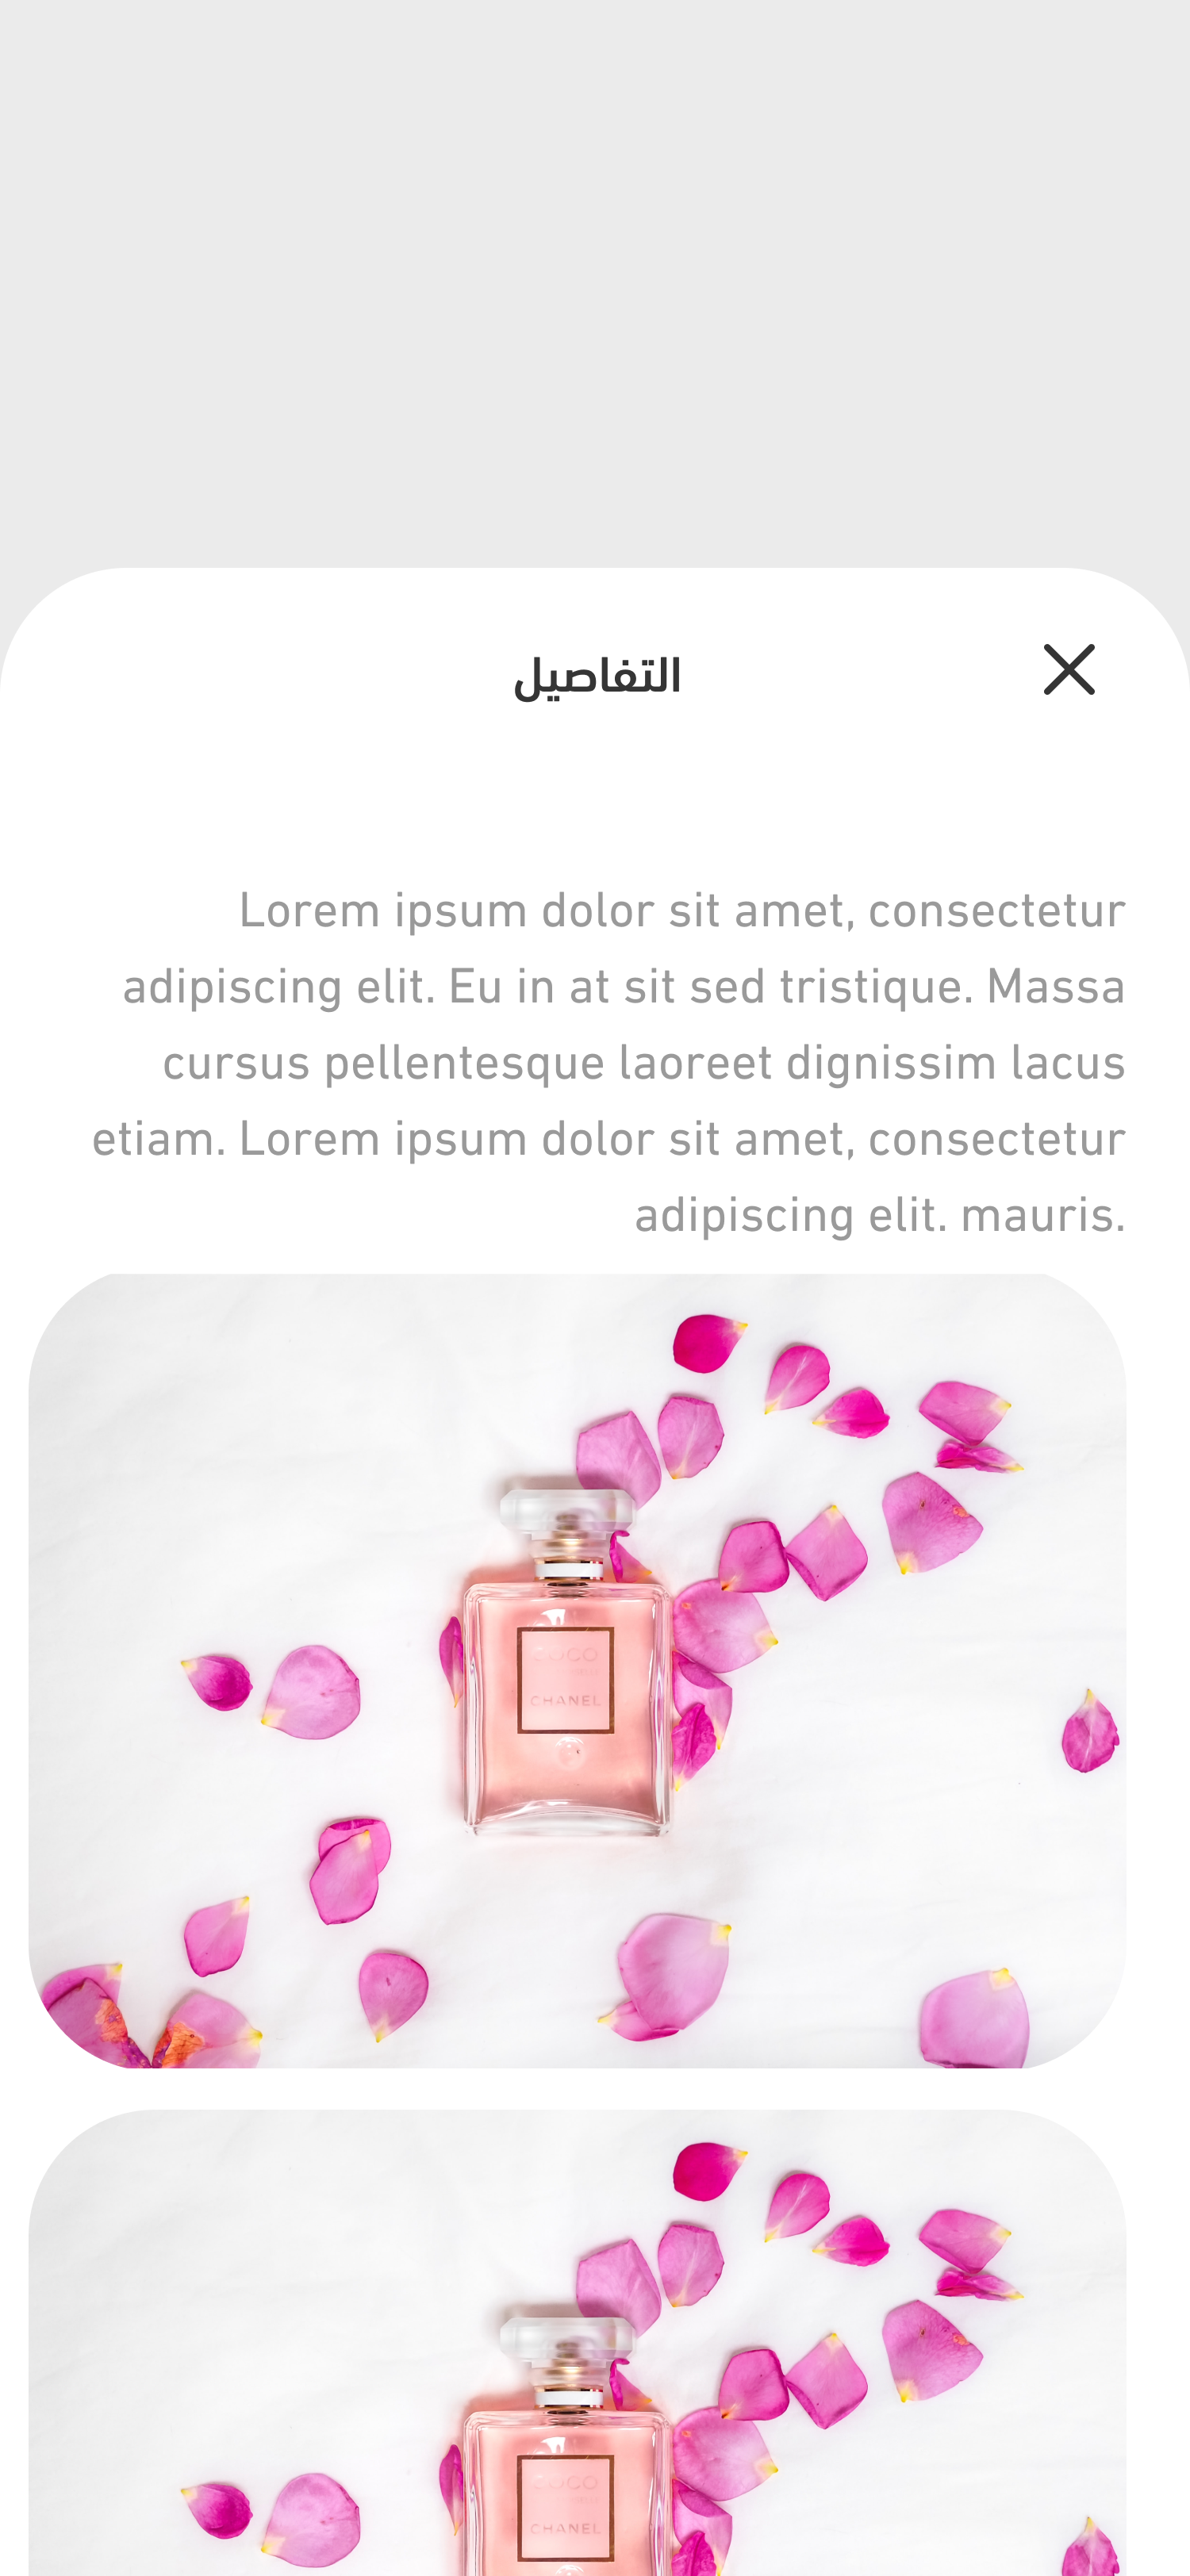 التفاصيل
Lorem ipsum dolor sit amet, consectetur
adipiscing elit. Eu in at sit sed tristique. Massa
cursus pellentesque laoreet dignissim lacus
etiam. Lorem ipsum dolor sit amet, consectetur
adipiscing elit. mauris.
COCO
CHANEL
COCO
CHANEL